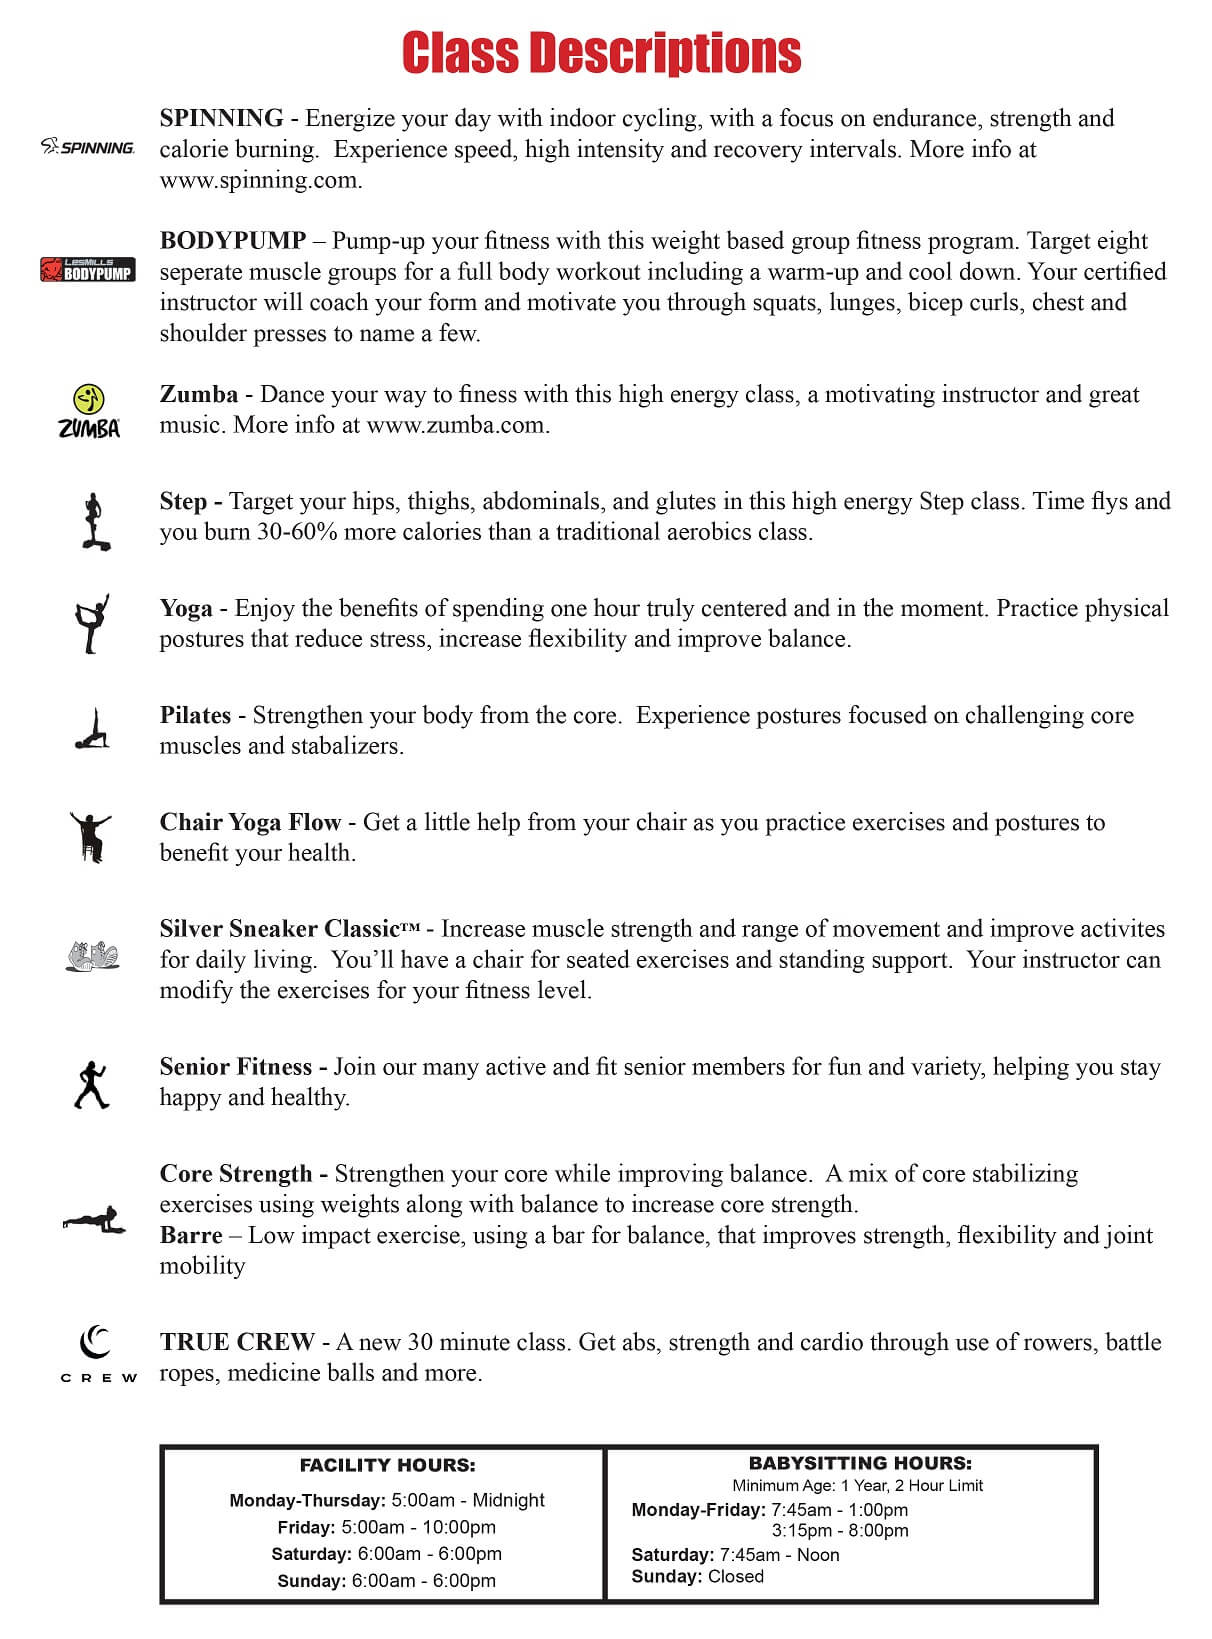 Class Descriptions
SPINNING - Energize your day with indoor cycling, with a focus on endurance, strength and
calorie burning.  Experience speed, high intensity and recovery intervals. More info at
www.spinning.com.
SPINNING.
BODYPUMP – Pump-up your fitness with this weight based group fitness program. Target eight
seperate muscle groups for a full body workout including a warm-up and cool down. Your certified
instructor will coach your form and motivate you through squats, lunges, bicep curls, chest and
shoulder presses to name a few.
LesMILLS
BODYPUMP
Zumba - Dance your way to finess with this high energy class, a motivating instructor and great
music. More info at www.zumba.com.
ZUMBA
Step - Target your hips, thighs, abdominals, and glutes in this high energy Step class. Time flys and
you burn 30-60% more calories than a traditional aerobics class.
Yoga - Enjoy the benefits of spending one hour truly centered and in the moment. Practice physical
postures that reduce stress, increase flexibility and improve balance.
Pilates - Strengthen your body from the core.  Experience postures focused on challenging core
muscles and stabalizers.
Chair Yoga Flow - Get a little help from your chair as you practice exercises and postures to
benefit your health.
Silver Sneaker Classic™ - Increase muscle strength and range of movement and improve activites
for daily living.  You’ll have a chair for seated exercises and standing support.  Your instructor can
modify the exercises for your fitness level.
Senior Fitness - Join our many active and fit senior members for fun and variety, helping you stay
happy and healthy.
Core Strength - Strengthen your core while improving balance.  A mix of core stabilizing
exercises using weights along with balance to increase core strength.
Barre – Low impact exercise, using a bar for balance, that improves strength, flexibility and joint
mobility
TRUE CREW - A new 30 minute class. Get abs, strength and cardio through use of rowers, battle
ropes, medicine balls and more.
CREW
FACILITY HOURS:
Monday-Thursday: 5:00am - Midnight
Friday: 5:00am - 10:00pm
Saturday: 6:00am - 6:00pm
Sunday: 6:00am - 6:00pm
BABYSITTING HOURS:
Minimum Age: 1 Year, 2 Hour Limit
Monday-Friday: 7:45am - 1:00pm
3:15pm - 8:00pm
Saturday: 7:45am - Noon
Sunday: Closed